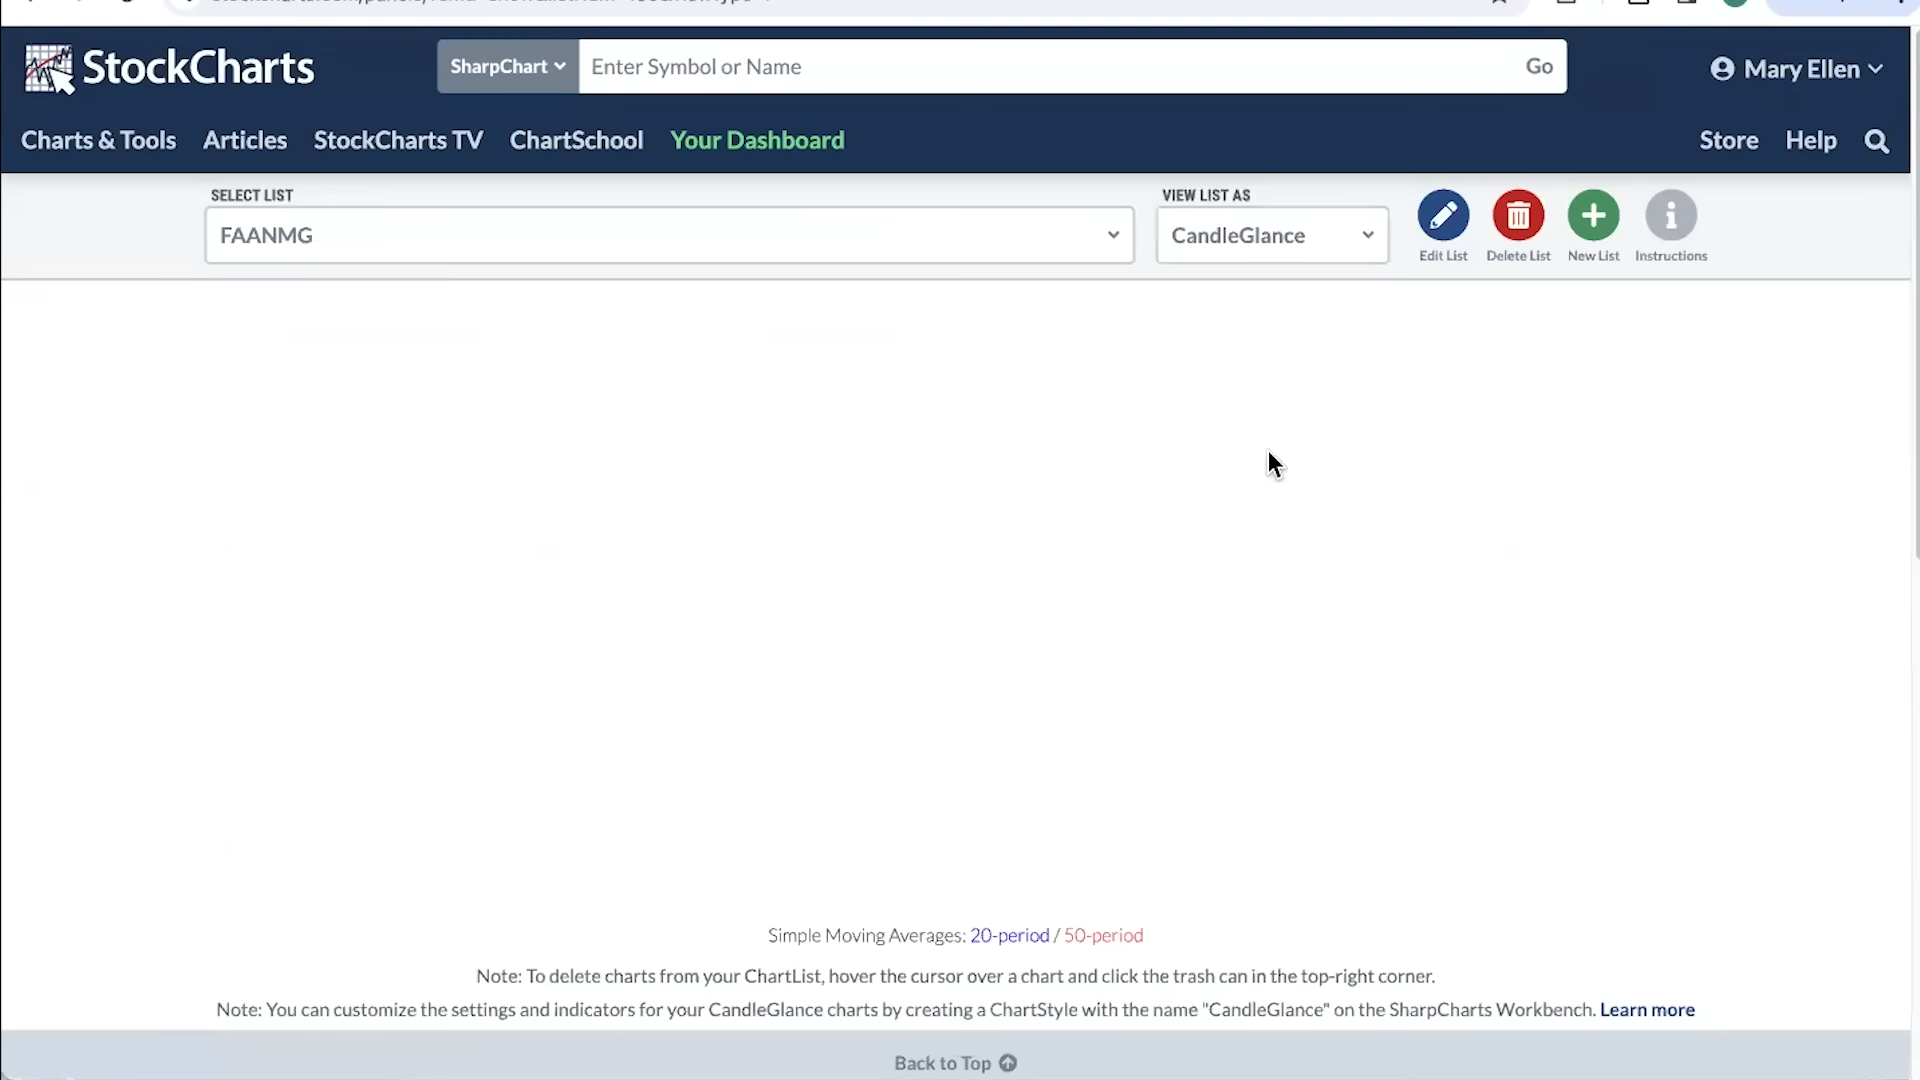 StockCharts
SharpChart
Enter Symbol or Name
Go
Mary Ellen
Charts & Tools
Articles
StockCharts TV
ChartSchool
Your Dashboard
Store
Help
SELECT LIST
FAANMG
VIEW LIST AS
CandleGlance
Edit List
Delete List
New List
Instructions
Simple Moving Averages: 20-period / 50-period
Note: To delete charts from your ChartList, hover the cursor over a chart and click the trash can in the top-right corner.
Note: You can customize the settings and indicators for your CandleGlance charts by creating a ChartStyle with the name "CandleGlance" on the SharpCharts Workbench. Learn more
Back to Top